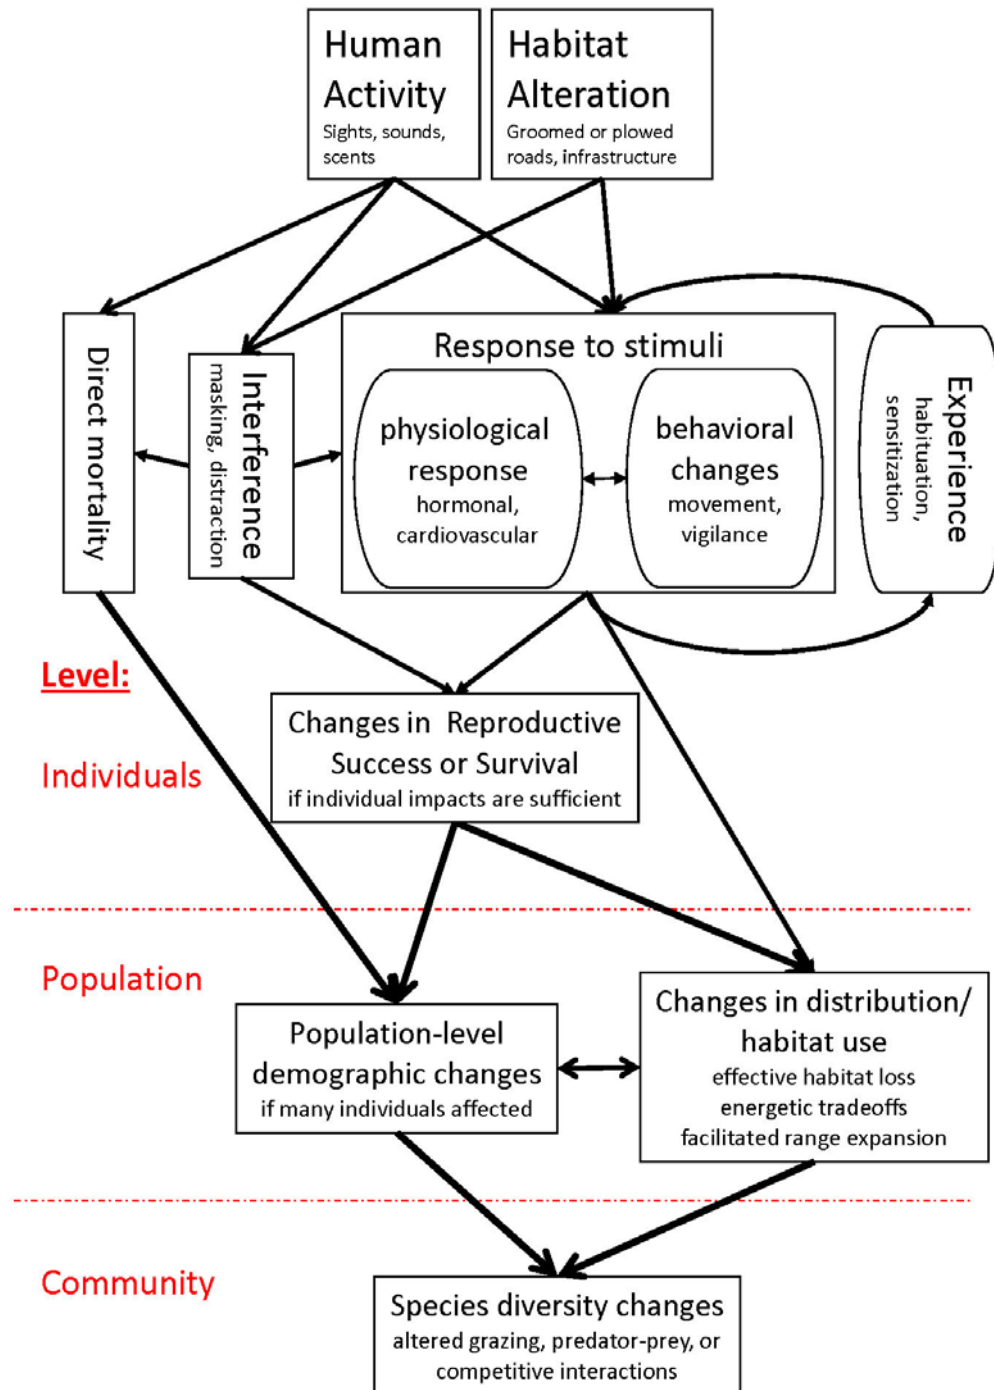 Human
Activity
Sights, sounds,
scents
Habitat
Alteration
Groomed or plowed
roads, infrastructure
Direct mortality
Interference
masking, distraction
Response to stimuli
physiological
response
hormonal,
cardiovascular
behavioral
changes
movement,
vigilance
Experience
habituation,
sensitization
Level:
Individuals
Changes in Reproductive
Success or Survival
if individual impacts are sufficient
Population
Population-level
demographic changes
if many individuals affected
Changes in distribution/
habitat use
effective habitat loss
energetic tradeoffs
facilitated range expansion
Community
Species diversity changes
altered grazing, predator-prey, or
competitive interactions